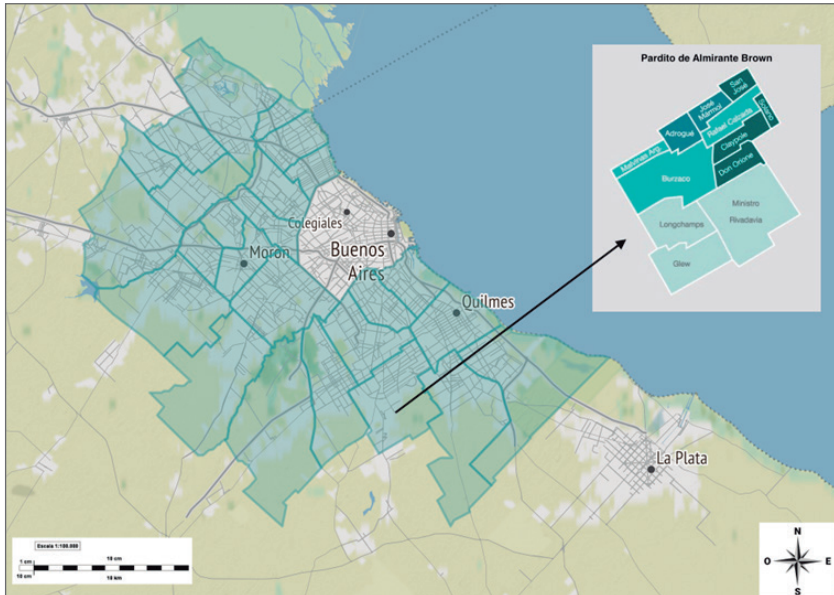 Pardito de Almirante Brown
San
José
José
Mármol
Solano
Adrogué
Rafael Calzada
Claypole
Malvinas Arg.
Don Orione
Burzaco
Ministro
Rivadavia
Longchamps
Glew
Colegiales
Morón
Buenos
Aires
Quilmes
La Plata
Escala 1:100.000
1 cm
10 cm
10 cm
10 km
N
O
E
S